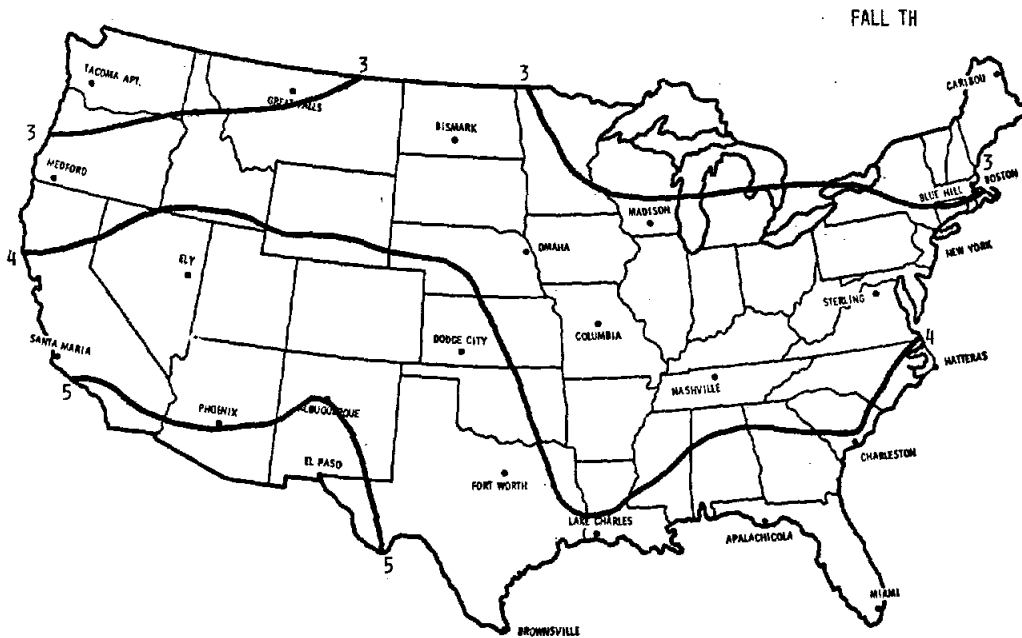 FALL TH
3
3
TACOMA APT.
GREAT FALLS
CARIBOU
BISMARK
3
MEDFORD
3
BOSTON
BLUE HILL
MADISON
4
ELY
OMAHA
NEW YORK
STERLING
SANTA MARIA
DODGE CITY
COLUMBIA
4
HATTERAS
5
NASHVILLE
PHOENIX
ALBUQUERQUE
CHARLESTON
EL PASO
FORT WORTH
LAKE CHARLES
APALACHICOLA
5
MIAMI
BROWNSVILLE